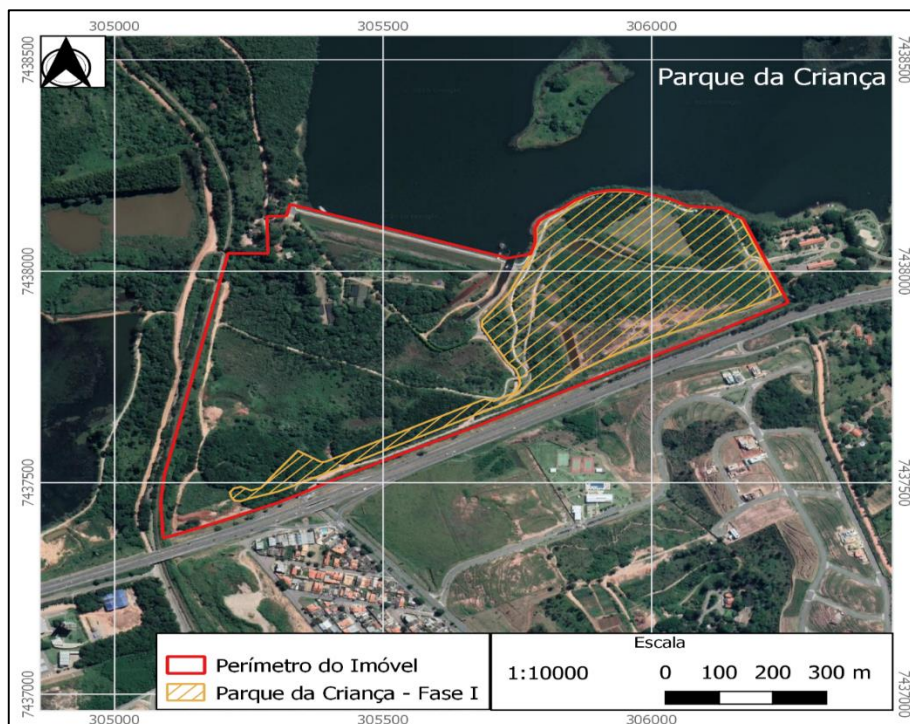 305000 305500 306000
7438500 7438500
Parque da Criança
7438000 7438000
7437500 7437500
Perímetro do Imóvel
Parque da Criança - Fase I
Escala
1:10000
0 100 200 300 m
7437000 7437000
305000 305500 306000